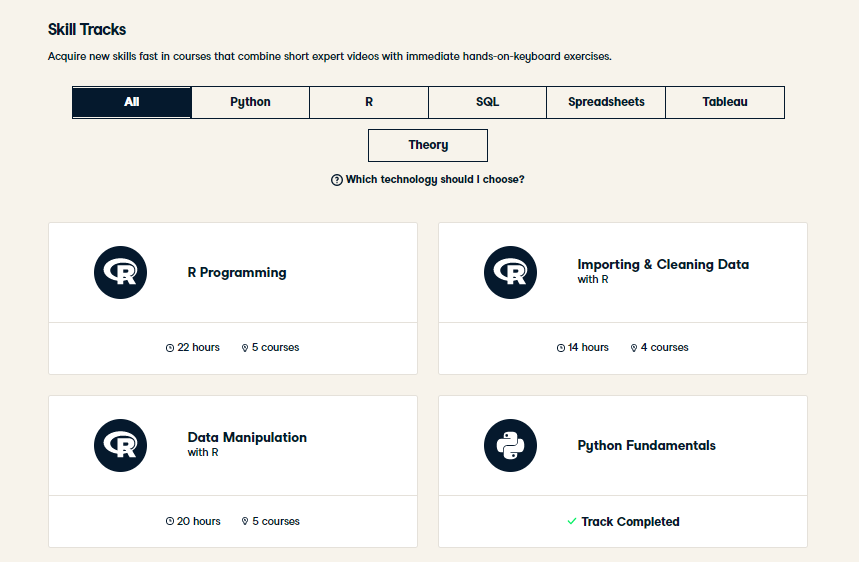 Skill Tracks
Acquire new skills fast in courses that combine short expert videos with immediate hands-on-keyboard exercises.
All Python R SQL Spreadsheets Tableau
Theory
? Which technology should I choose?
R R Programming
22 hours 5 courses
R Importing & Cleaning Data
with R
14 hours 4 courses
R Data Manipulation
with R
20 hours 5 courses
Python Fundamentals
Track Completed